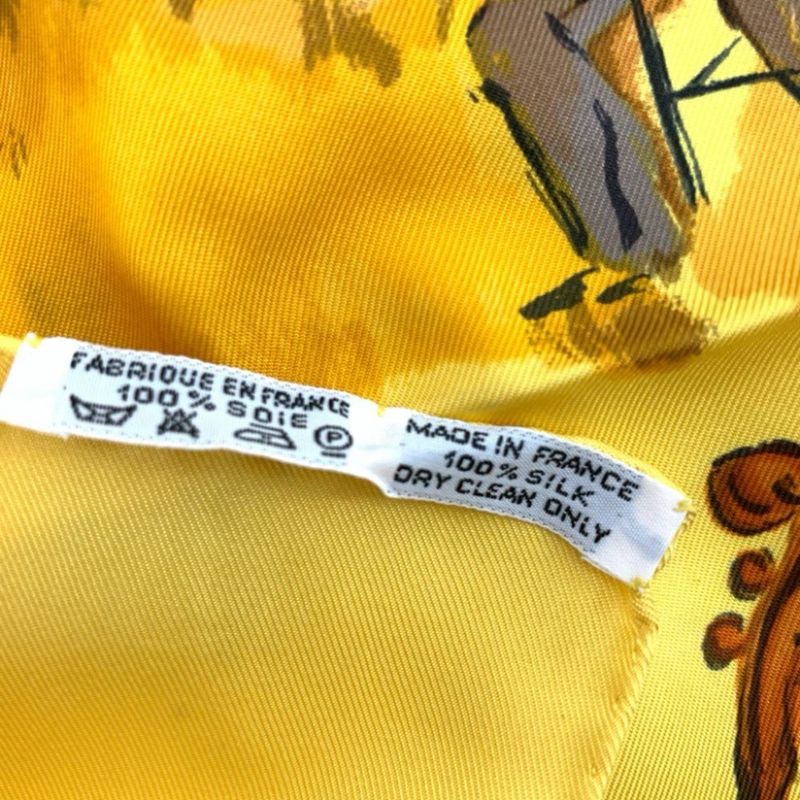 FABRIQUE EN FRANCE
100% SOIE
P
MADE IN FRANCE
100% SILK
DRY CLEAN ONLY